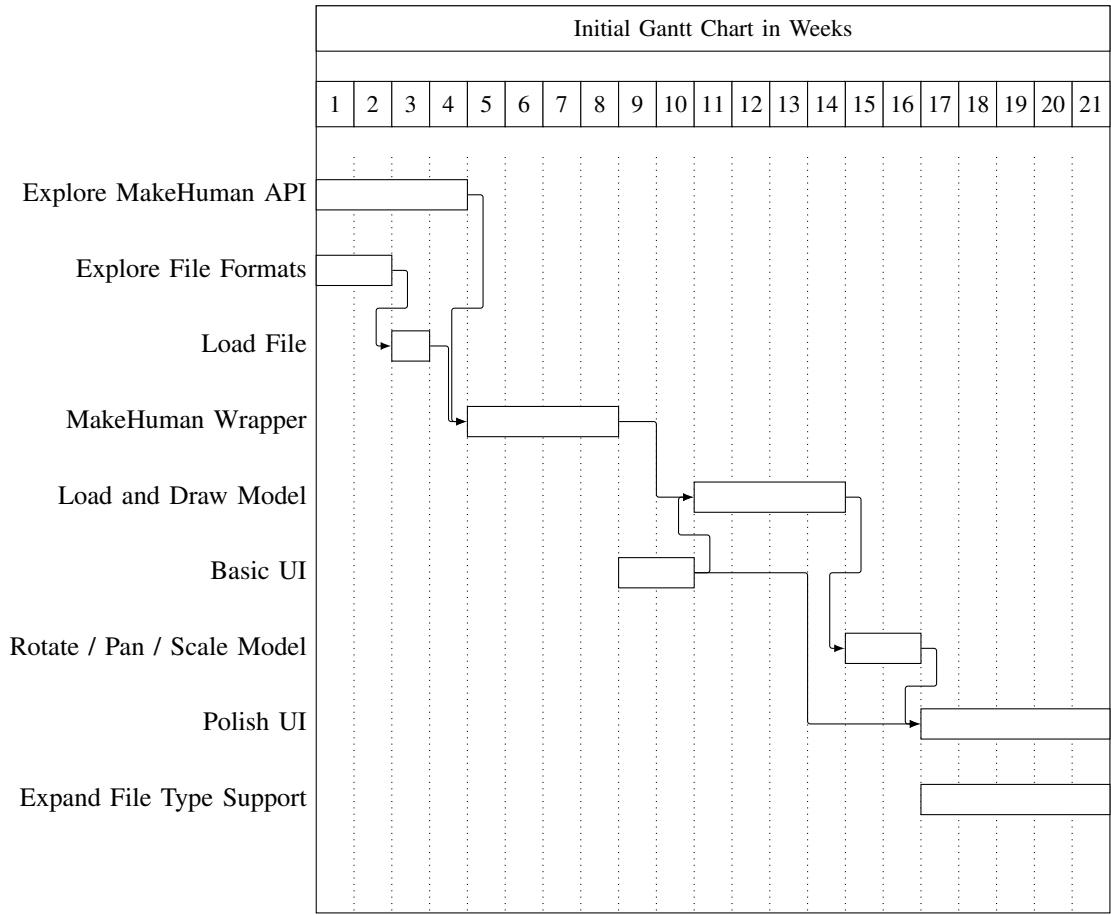 Initial Gantt Chart in Weeks
1 2 3 4 5 6 7 8 9 10 11 12 13 14 15 16 17 18 19 20 21
Explore MakeHuman API
Explore File Formats
Load File
MakeHuman Wrapper
Load and Draw Model
Basic UI
Rotate / Pan / Scale Model
Polish UI
Expand File Type Support